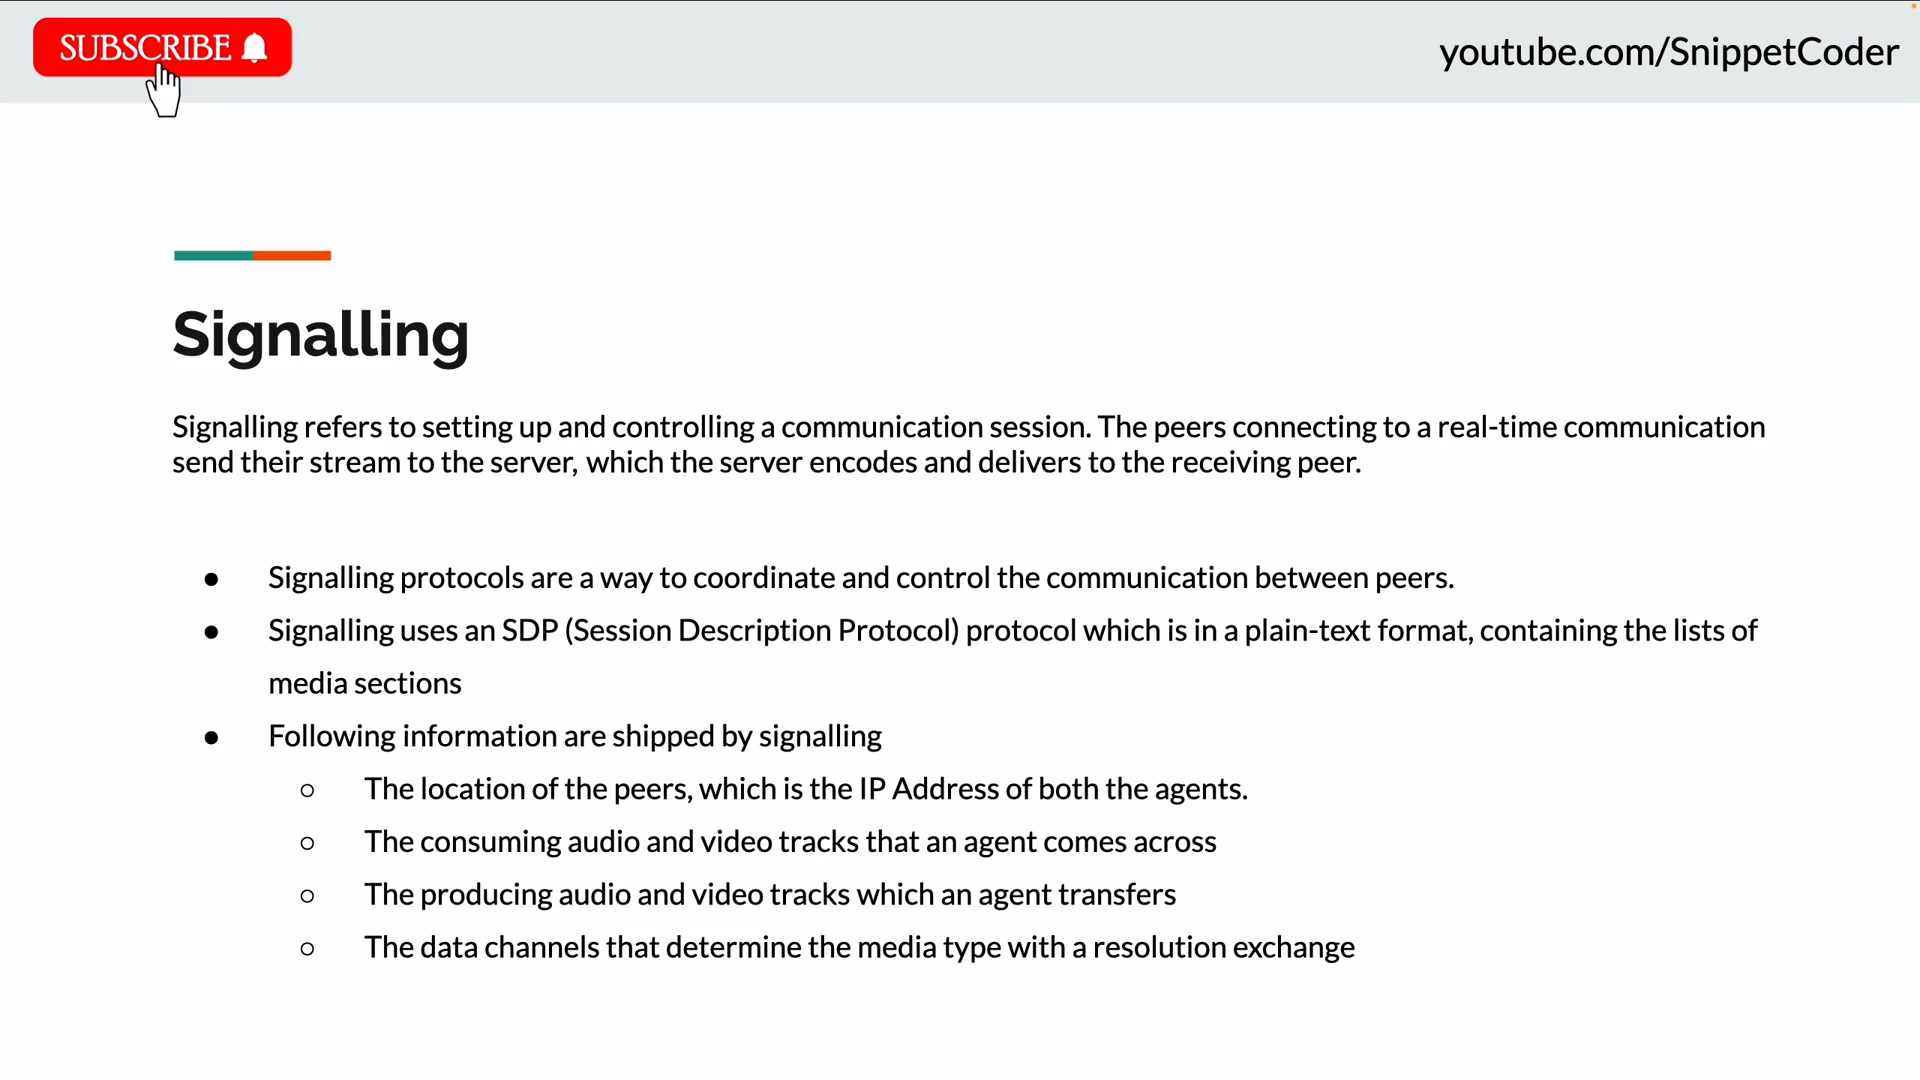 SUBSCRIBE
youtube.com/SnippetCoder
Signalling
Signalling refers to setting up and controlling a communication session. The peers connecting to a real-time communication
send their stream to the server, which the server encodes and delivers to the receiving peer.
● Signalling protocols are a way to coordinate and control the communication between peers.
● Signalling uses an SDP (Session Description Protocol) protocol which is in a plain-text format, containing the lists of
media sections
● Following information are shipped by signalling
○ The location of the peers, which is the IP Address of both the agents.
○ The consuming audio and video tracks that an agent comes across
○ The producing audio and video tracks which an agent transfers
○ The data channels that determine the media type with a resolution exchange